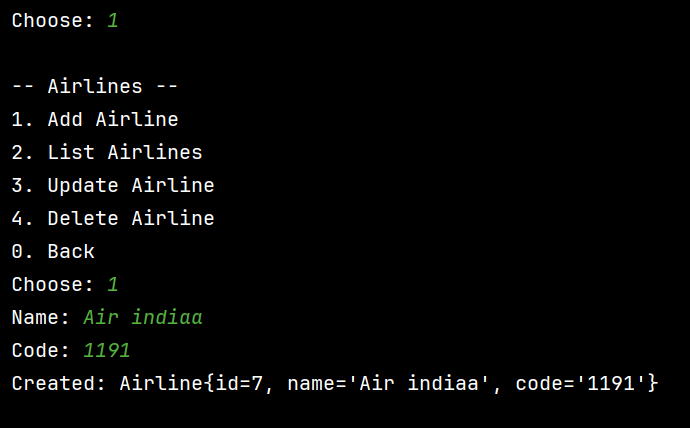 Choose: 1
-- Airlines --
1. Add Airline
2. List Airlines
3. Update Airline
4. Delete Airline
0. Back
Choose: 1
Name: Air indiaa
Code: 1191
Created: Airline{id=7, name='Air indiaa', code='1191'}